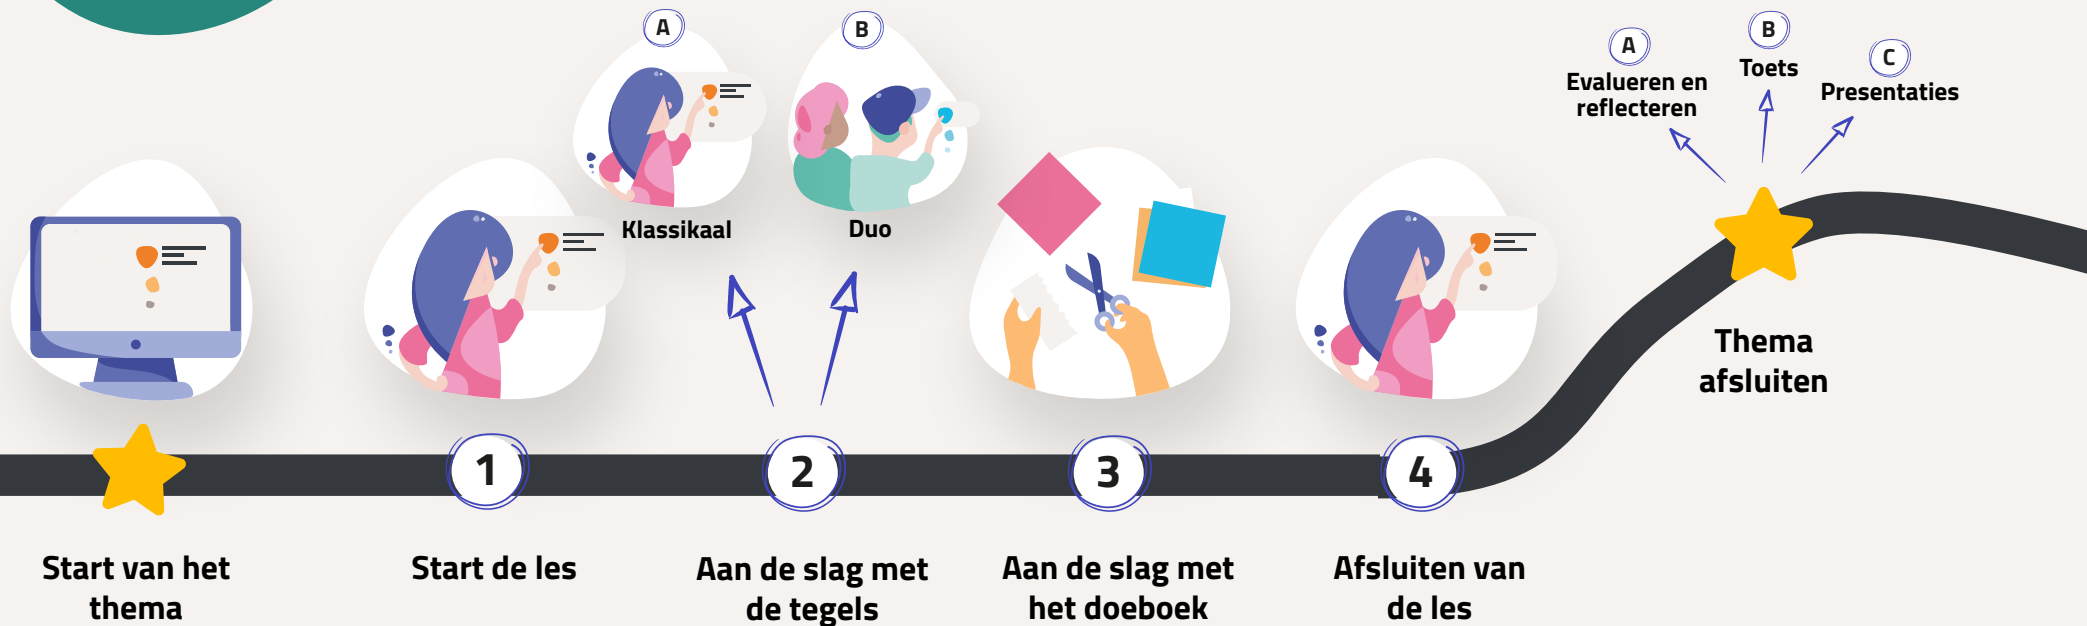 A
Klassikaal
B
Duo
A
Evalueren en
reflecteren
B
Toets
C
Presentaties
Thema
afsluiten
1
2
3
4
Start van het
thema
Start de les
Aan de slag met
de tegels
Aan de slag met
het doeboek
Afsluiten van
de les